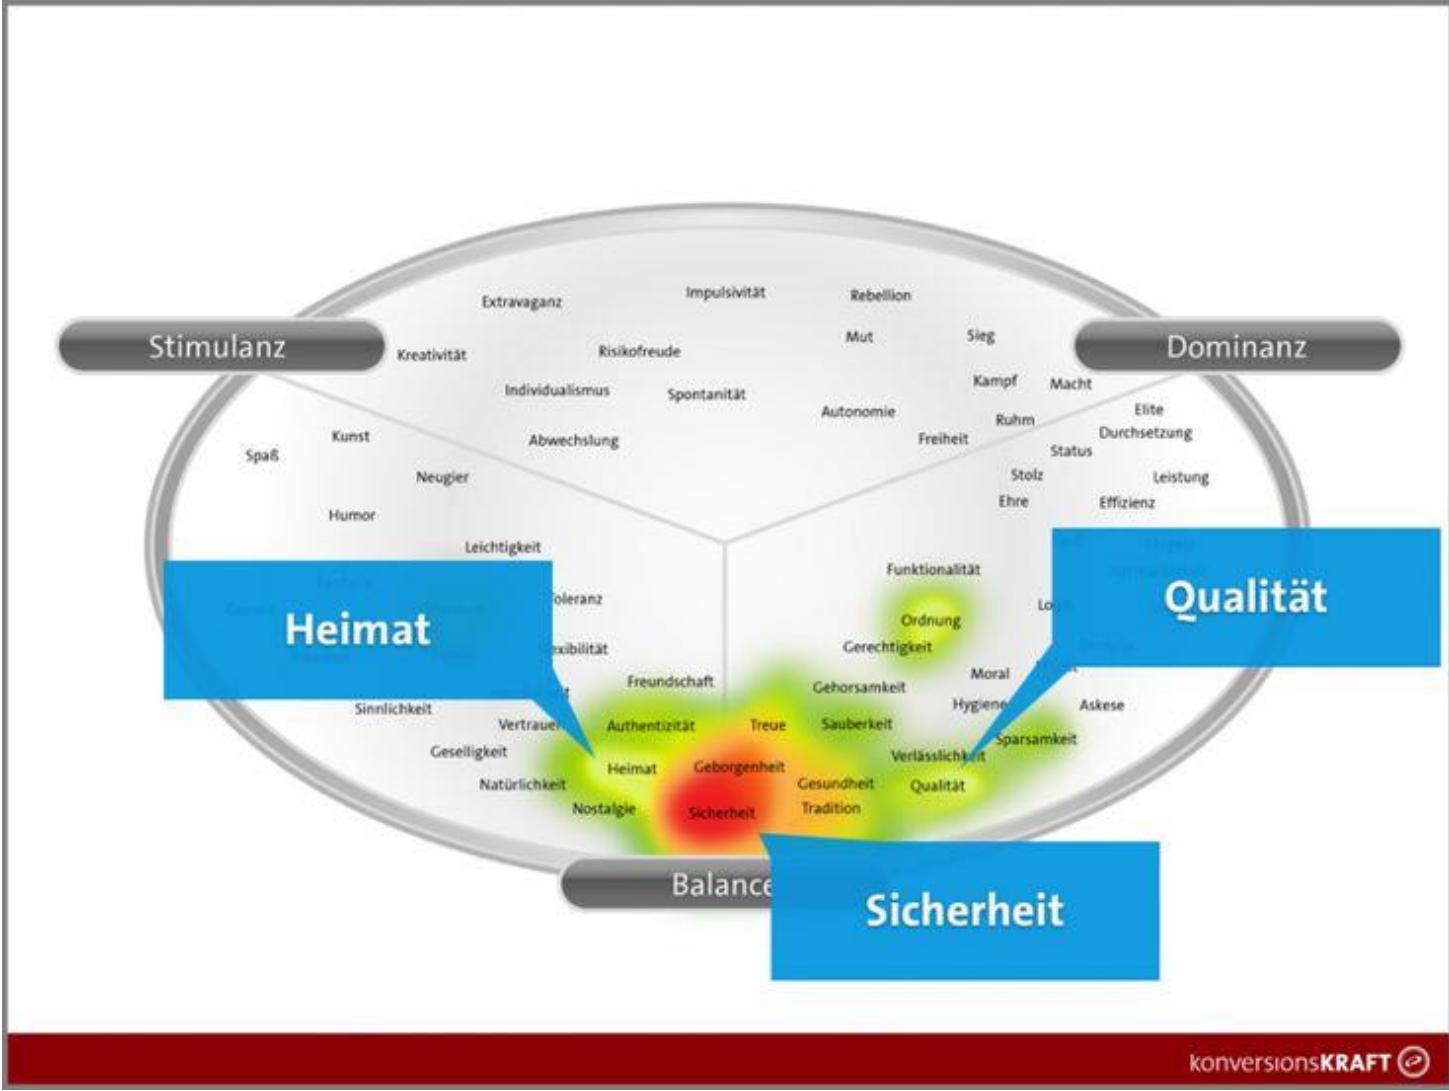 Extravaganz
Impulsivität
Rebellion
Stimulanz
Kreativität
Risikofreude
Mut
Sieg
Dominanz
Individualismus
Spontanität
Kampf
Macht
Autonomie
Ruhm
Elite
Kunst
Abwechslung
Freiheit
Durchsetzung
Spaß
Status
Neugier
Stolz
Leistung
Humor
Ehre
Effizienz
Leichtigkeit
Funktionalität
Heimat
Qualität
Ordnung
Gerechtigkeit
Freundschaft
Gehorsamkeit
Moral
Sinnlichkeit
Hygiene
Askese
Authentizität
Treue
Sauberkeit
Geselligkeit
Sparsamkeit
Verlässlichkeit
Natürlichkeit
Heimat
Geborgenheit
Gesundheit
Qualität
Nostalgie
Sicherheit
Tradition
Balance
Sicherheit
konversionsKRAFT